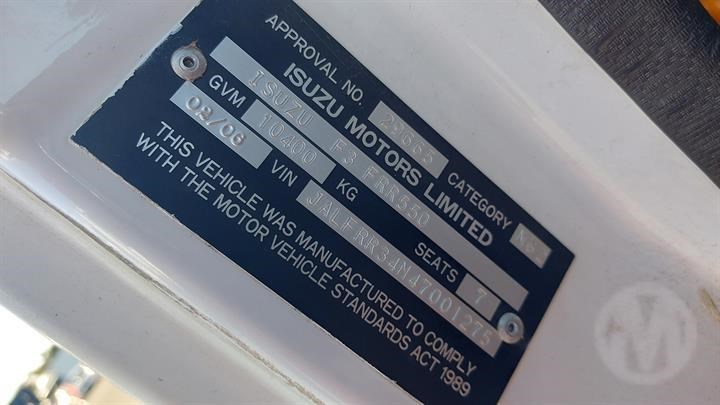 APPROVAL NO. 29665 CATEGORY
ISUZU MOTORS LIMITED
ISUZU F3 FRR550
GVM 10400 KG SEATS 7
08/06 VIN JALFRR34M47001275
THIS VEHICLE WAS MANUFACTURED TO COMPLY
WITH THE MOTOR VEHICLE STANDARDS ACT 1989
M